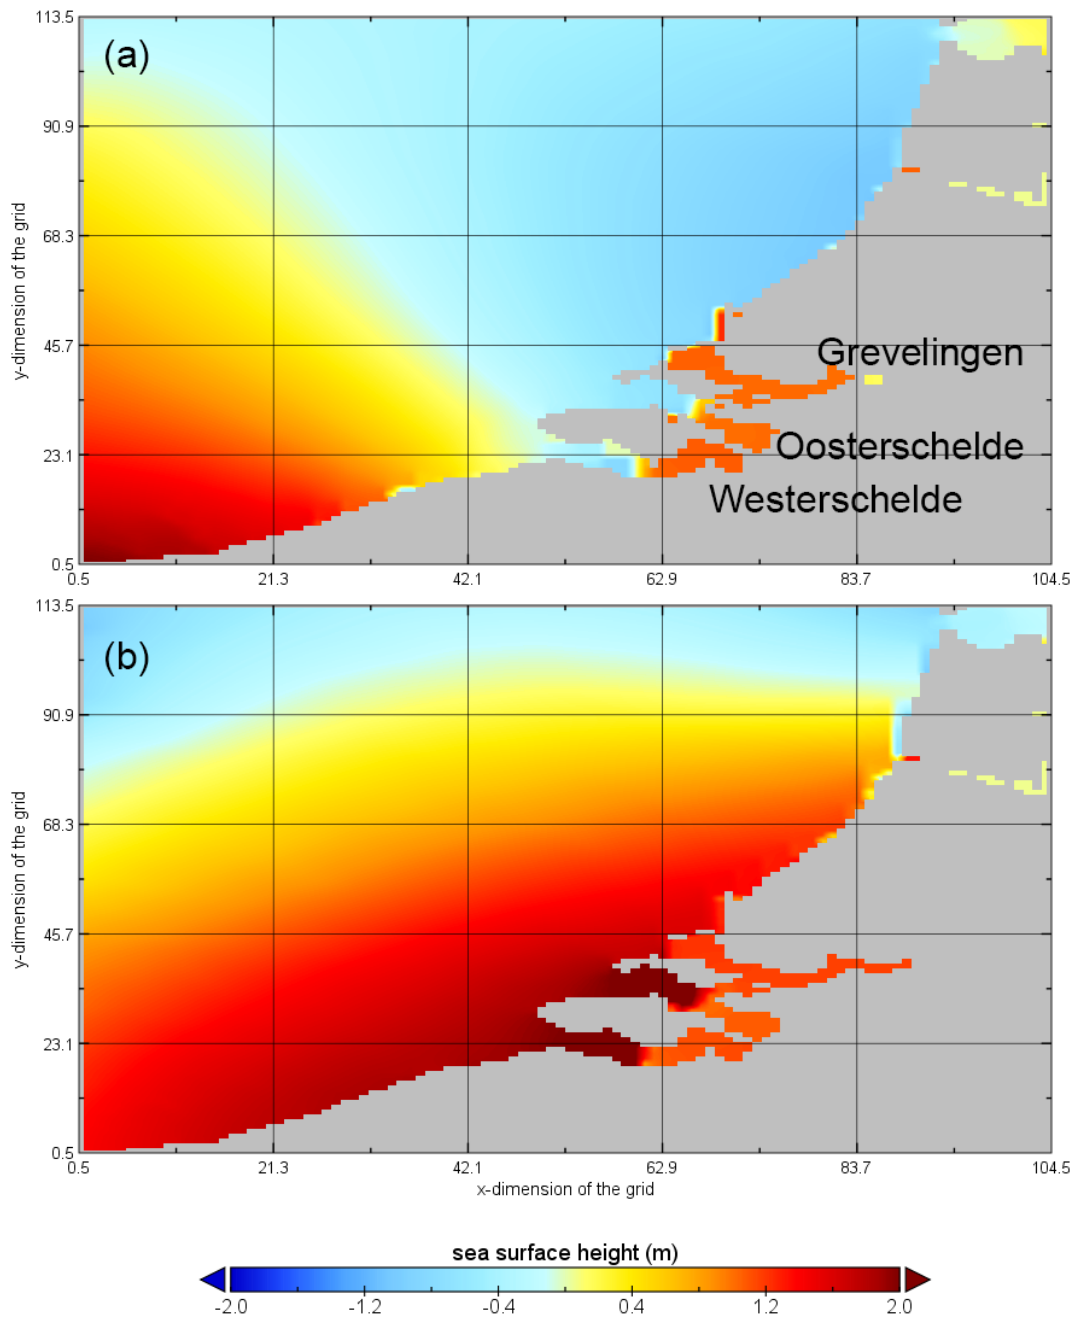 113.5
(a)
90.9
68.3
y-dimension of the grid
45.7
Grevelingen
Oosterschelde
23.1
Westerschelde
0.5
0.5 21.3 42.1 62.9 83.7 104.5
113.5
(b)
90.9
68.3
y-dimension of the grid
45.7
23.1
0.5
0.5 21.3 42.1 62.9 83.7 104.5
x-dimension of the grid
sea surface height (m)
-2.0 -1.2 -0.4 0.4 1.2 2.0